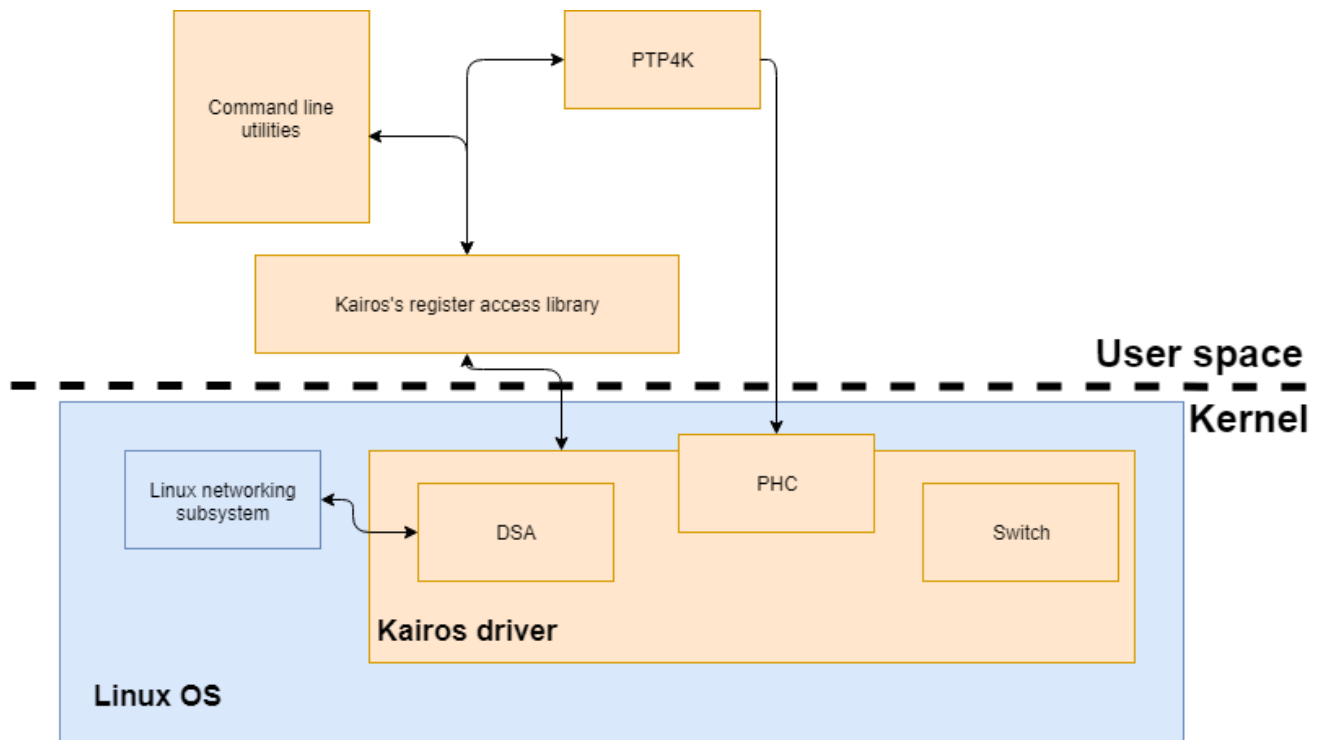 PTP4K
Command line
utilities
Kairos's register access library
User space
Kernel
PHC
Linux networking
subsystem
DSA
Switch
Kairos driver
Linux OS